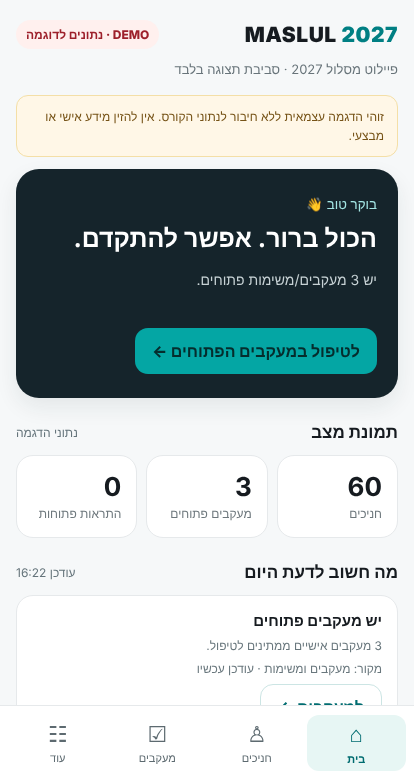 MASLUL 2027
DEMO · נתונים לדוגמה
פיילוט מסלול 2027 · סביבת תצוגה בלבד
זוהי הדגמה עצמאית ללא חיבור לנתוני הקורס. אין להזין מידע אישי או
מבצעי.
בוקר טוב 👋
הכול ברור. אפשר להתקדם.
יש 3 מעקבים/משימות פתוחים.
לטיפול במעקבים הפתוחים ←
תמונת מצב
נתוני הדגמה
60
חניכים
3
מעקבים פתוחים
0
התראות פתוחות
מה חשוב לדעת היום
עודכן 16:22
יש מעקבים פתוחים
3 מעקבים אישיים ממתינים לטיפול.
מקור: מעקבים ומשימות · עודכן עכשיו
למעקבים ←
בית
חניכים
מעקבים
עוד